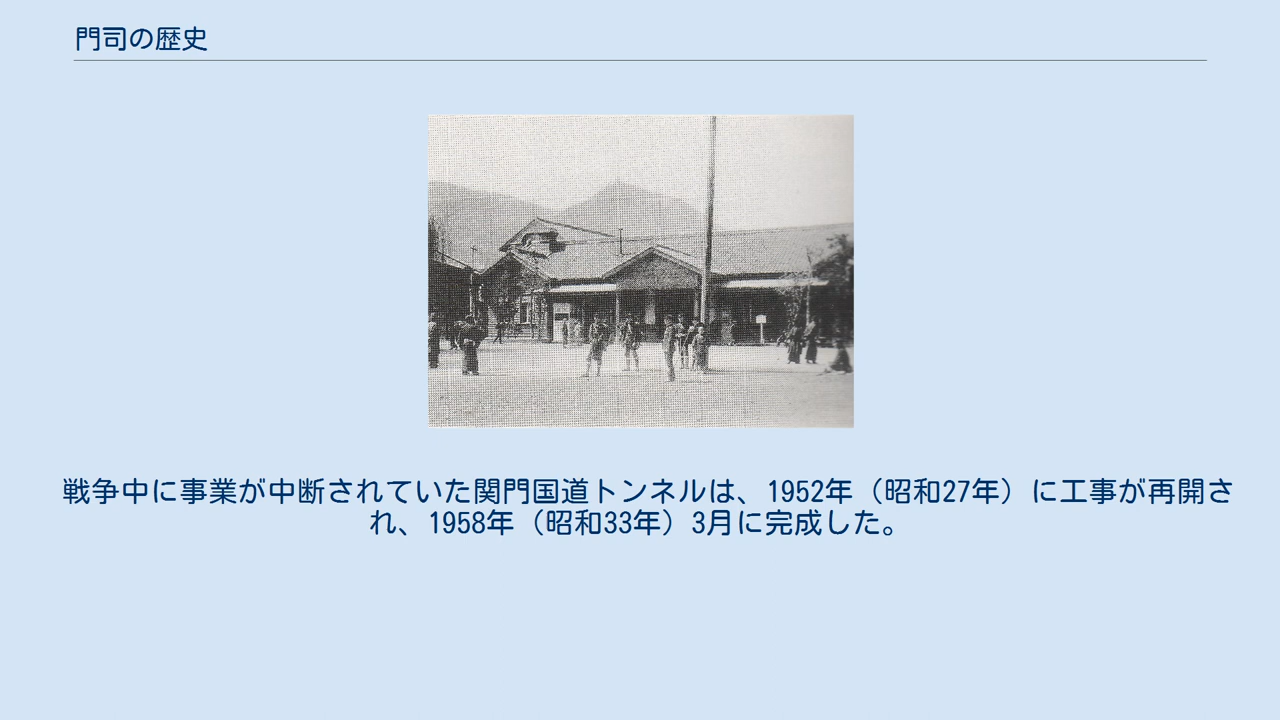 門司の歴史
戦争中に事業が中断されていた関門国道トンネルは、1952年（昭和27年）に工事が再開さ
れ、1958年（昭和33年）3月に完成した。